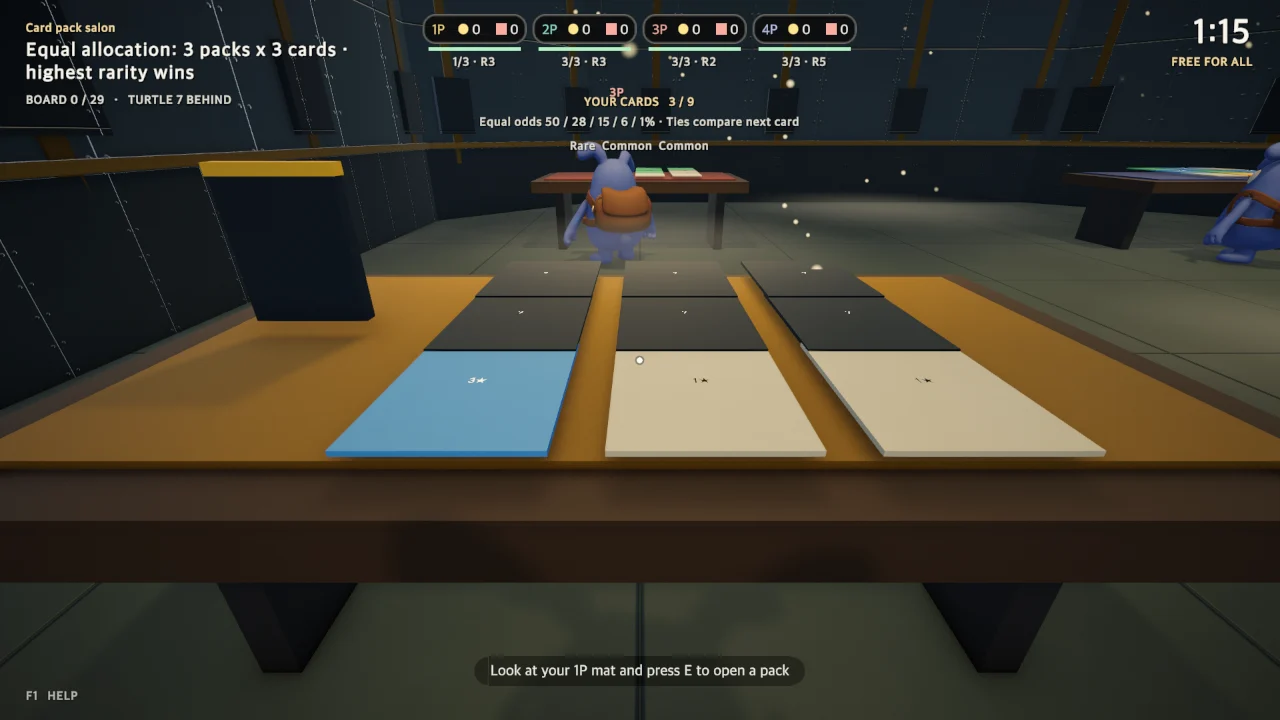 Card pack salon
Equal allocation: 3 packs x 3 cards ·
highest rarity wins
BOARD 0 / 29 · TURTLE 7 BEHIND
1P 0 0
2P 0 0
3P 0 0
4P 0 0
1/3 · R3
3/3 · R3
3/3 · R2
3/3 · R5
1:15
FREE FOR ALL
3P
YOUR CARDS 3 / 9
Equal odds 50 / 28 / 15 / 6 / 1% · Ties compare next card
Rare Common Common
3★
1★
1★
Look at your 1P mat and press E to open a pack
F1 HELP